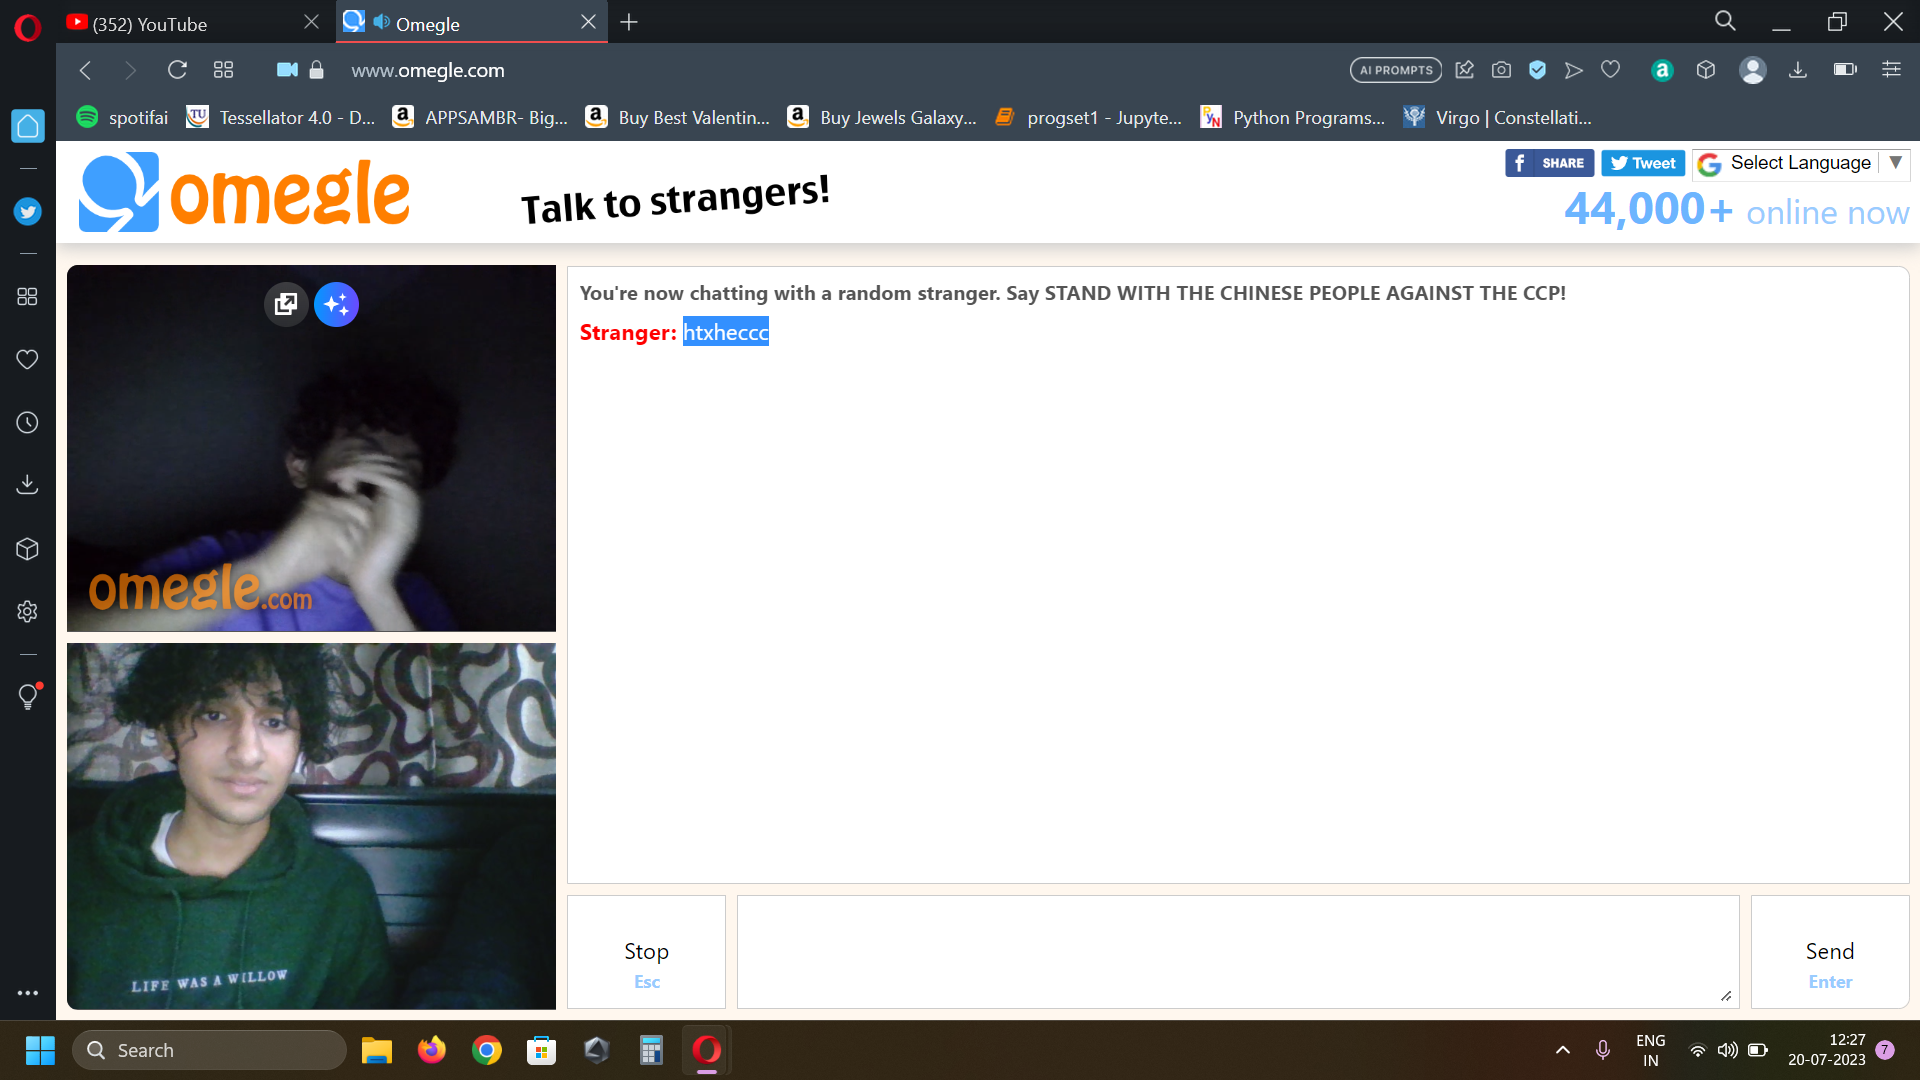 (352) YouTube
Omegle
www.omegle.com
AI PROMPTS
spotifai
Tessellator 4.0 - D...
APPSAMBR- Big...
Buy Best Valentin...
Buy Jewels Galaxy...
progset1 - Jupyte...
Python Programs...
Virgo | Constellati...
omegle
Talk to strangers!
SHARE
Tweet
Select Language
44,000+ online now
You're now chatting with a random stranger. Say STAND WITH THE CHINESE PEOPLE AGAINST THE CCP!
Stranger: htxheccc
omegle.com
LIFE WAS A WILLOW
Stop
Esc
Send
Enter
Search
ENG
IN
12:27
20-07-2023
7